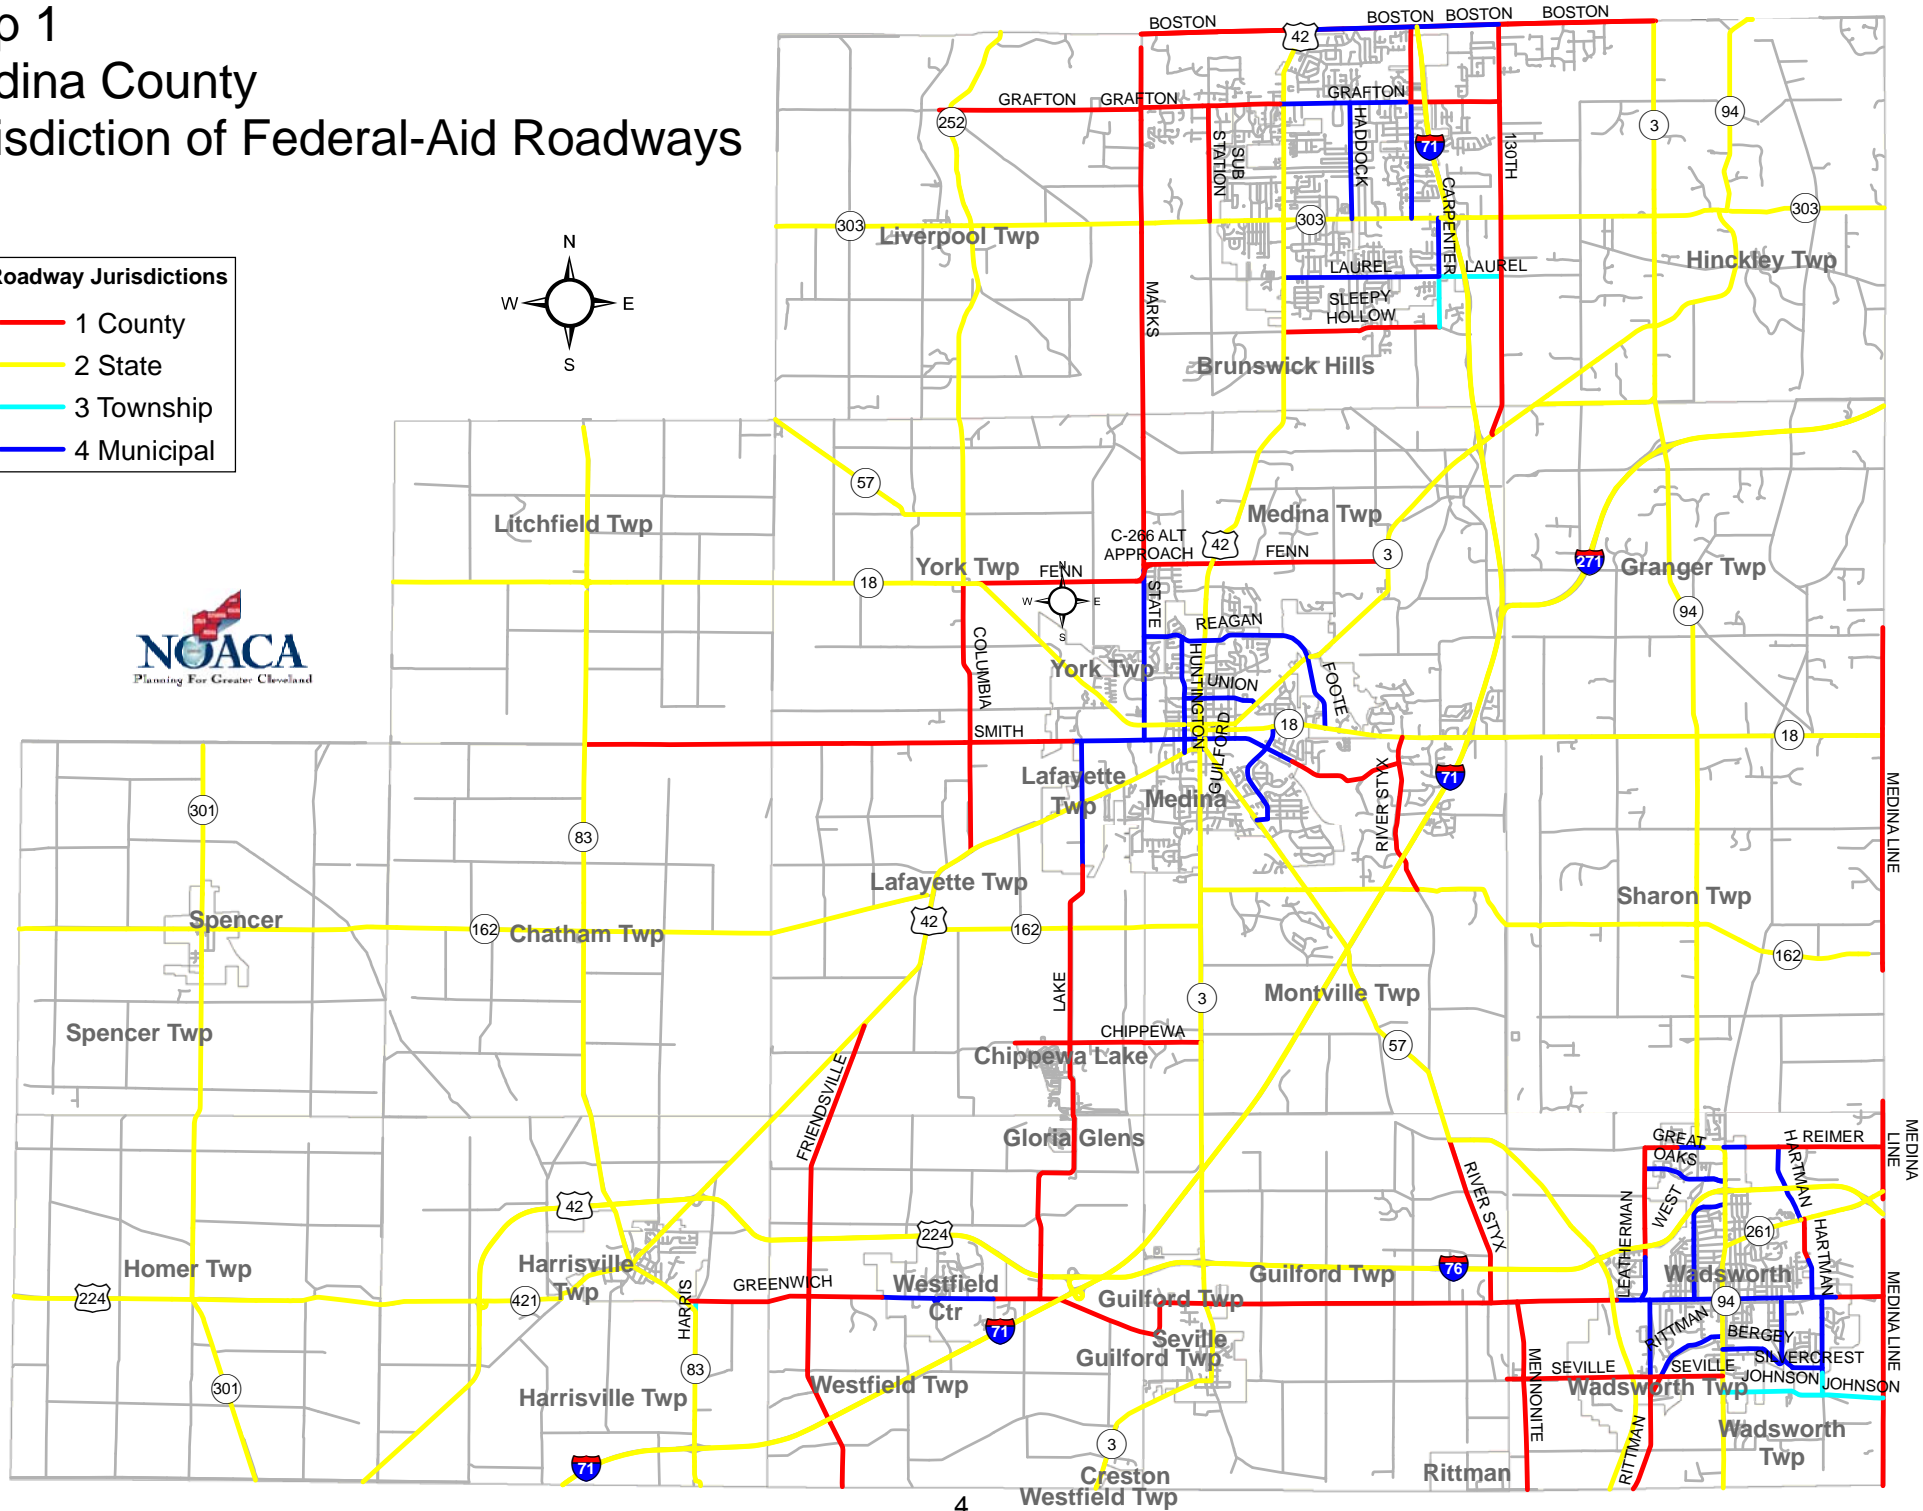 p 1
dina County
isdiction of Federal-Aid Roadways
Roadway Jurisdictions
1 County
2 State
3 Township
4 Municipal
N
W
E
S
NOACA
Planning For Greater Cleveland
BOSTON
42
BOSTON
BOSTON
BOSTON
GRAFTON
GRAFTON
GRAFTON
252
SUB
STATION
HADDOCK
71
130TH
3
94
303
Liverpool Twp
303
CARPENTER
303
Hinckley Twp
LAUREL
LAUREL
SLEEPY
HOLLOW
MARKS
Brunswick Hills
57
Litchfield Twp
Medina Twp
C-266 ALT
APPROACH
42
FENN
3
271
Granger Twp
York Twp
FENN
18
N
W
E
S
STATE
REAGAN
94
COLUMBIA
York Twp
HUNTINGTON
UNION
FOOTE
GUILFORD
18
18
SMITH
Lafayette
Twp
Medina
RIVER STYX
71
MEDINA LINE
301
83
Lafayette Twp
Sharon Twp
Spencer
162
Chatham Twp
42
162
162
LAKE
3
Montville Twp
Spencer Twp
CHIPPEWA
Chippewa Lake
57
FRIENDSVILLE
Gloria Glens
GREAT
OAKS
HARTMAN
REIMER
MEDINA
LINE
RIVER STYX
LEATHERMAN
WEST
42
224
261
HARTMAN
Homer Twp
Harrisville
Twp
HARRIS
GREENWICH
Westfield
Ctr
Guilford Twp
76
Wadsworth
MEDINA LINE
224
421
Guilford Twp
94
71
Seville
Guilford Twp
RITTMAN
BERGEY
SILVERCREST
MENNONITE
SEVILLE
SEVILLE
JOHNSON
JOHNSON
83
301
Harrisville Twp
Westfield Twp
Wadsworth Twp
Wadsworth
Twp
RITTMAN
71
3
Creston
Westfield Twp
Rittman
4